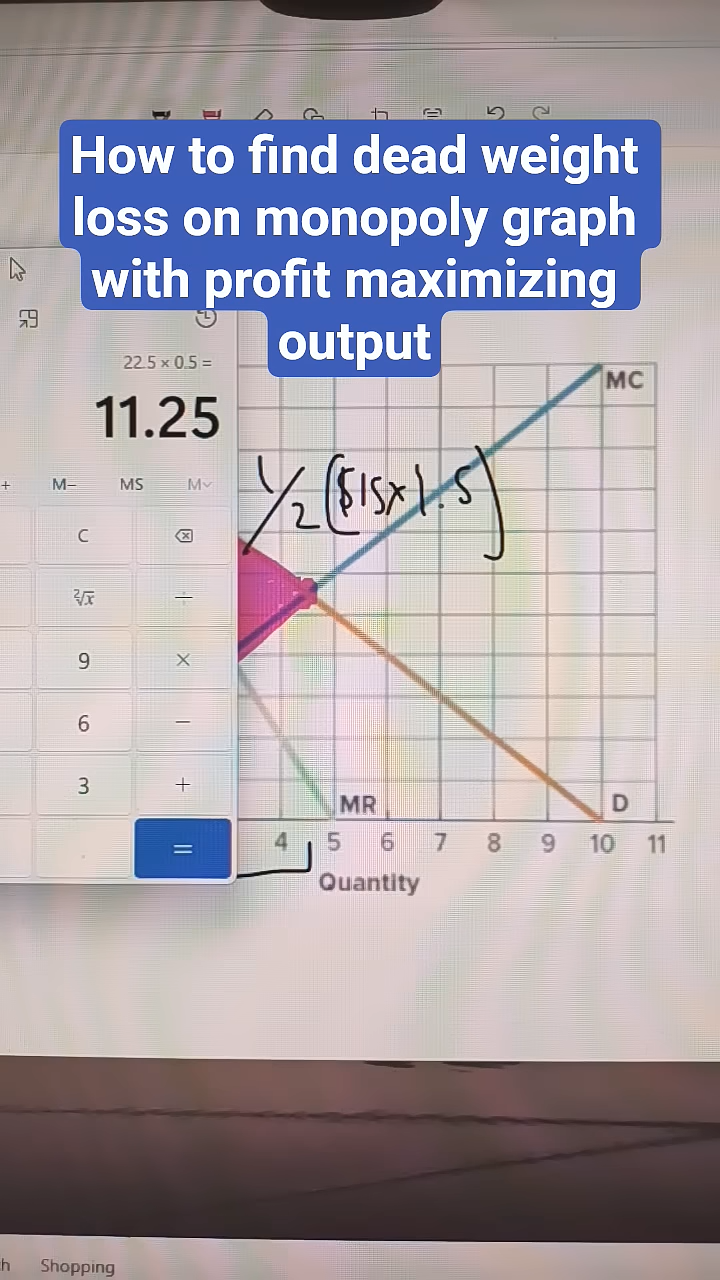 How to find dead weight
loss on monopoly graph
with profit maximizing
output
22.5 × 0.5 =
11.25
+ M− MS M
C
²√x ÷
9 ×
6 −
3 +
. =
MC
1/2 ($15x1.5)
MR
D
4 5 6 7 8 9 10 11
Quantity
h Shopping